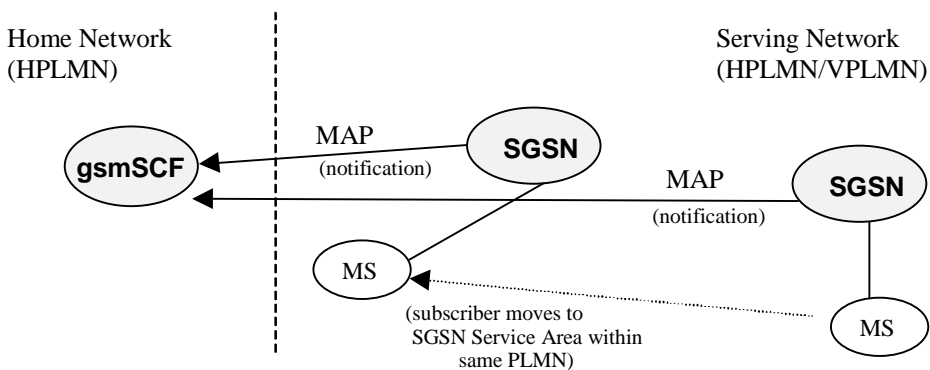 Home Network
(HPLMN)
Serving Network
(HPLMN/VPLMN)
MAP
(notification)
SGSN
gsmSCF
MAP
(notification)
SGSN
MS
(subscriber moves to
SGSN Service Area within
same PLMN)
MS